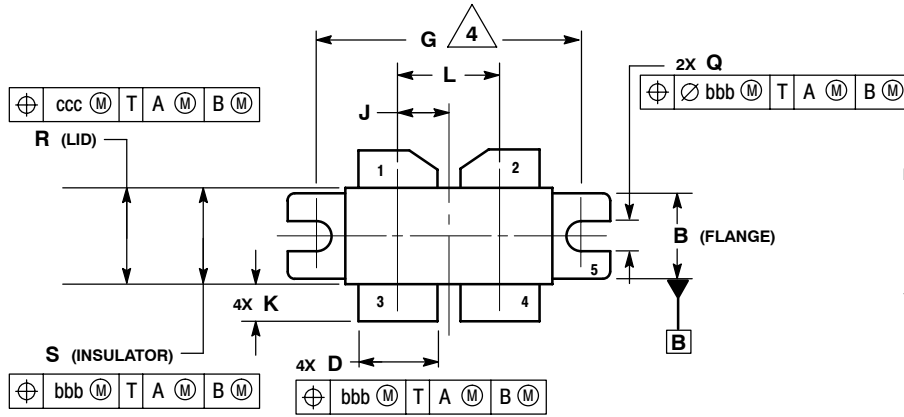 G 4
L
2X Q
⌖ ccc Ⓜ T A Ⓜ B Ⓜ
⌖ ∅ bbb Ⓜ T A Ⓜ B Ⓜ
J
R (LID)
1 2
B (FLANGE)
5
4X K
3 4
S (INSULATOR)
B
4X D
⌖ bbb Ⓜ T A Ⓜ B Ⓜ
⌖ bbb Ⓜ T A Ⓜ B Ⓜ